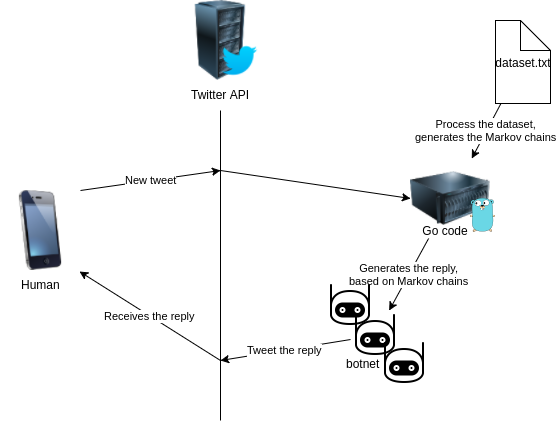 dataset.txt
Twitter API
Process the dataset,
generates the Markov chains
New tweet
Go code
Human
Generates the reply,
based on Markov chains
Receives the reply
Tweet the reply
botnet